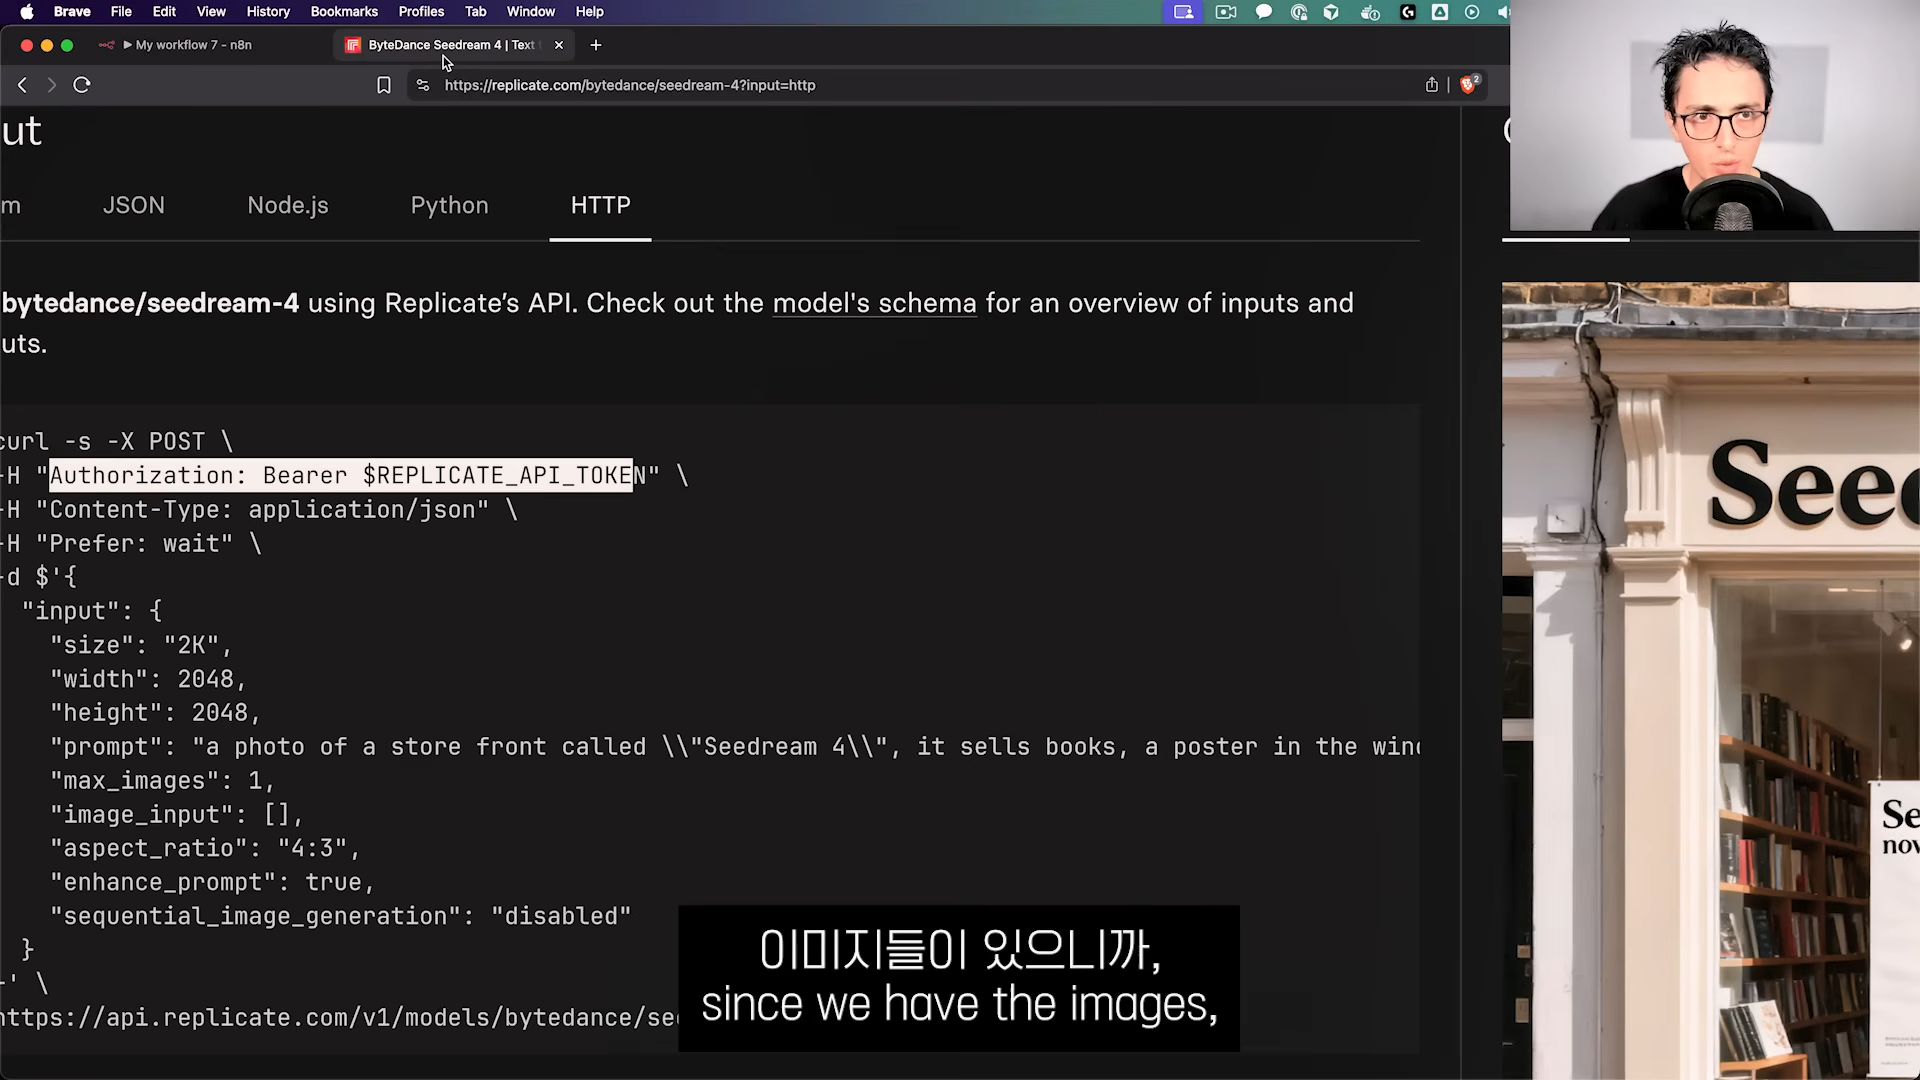 Brave File Edit View History Bookmarks Profiles Tab Window Help
My workflow 7 - n8n
ByteDance Seedream 4 | Text
https://replicate.com/bytedance/seedream-4?input=http
2
ut
m JSON Node.js Python HTTP
bytedance/seedream-4 using Replicate's API. Check out the model's schema for an overview of inputs and
uts.
curl -s -X POST \
-H "Authorization: Bearer $REPLICATE_API_TOKEN" \
-H "Content-Type: application/json" \
-H "Prefer: wait" \
-d $'{
"input": {
"size": "2K",
"width": 2048,
"height": 2048,
"prompt": "a photo of a store front called \\"Seedream 4\\", it sells books, a poster in the wind
"max_images": 1,
"image_input": [],
"aspect_ratio": "4:3",
"enhance_prompt": true,
"sequential_image_generation": "disabled"
}
}' \
https://api.replicate.com/v1/models/bytedance/see
See
Se
nov
이미지들이 있으니까,
since we have the images,